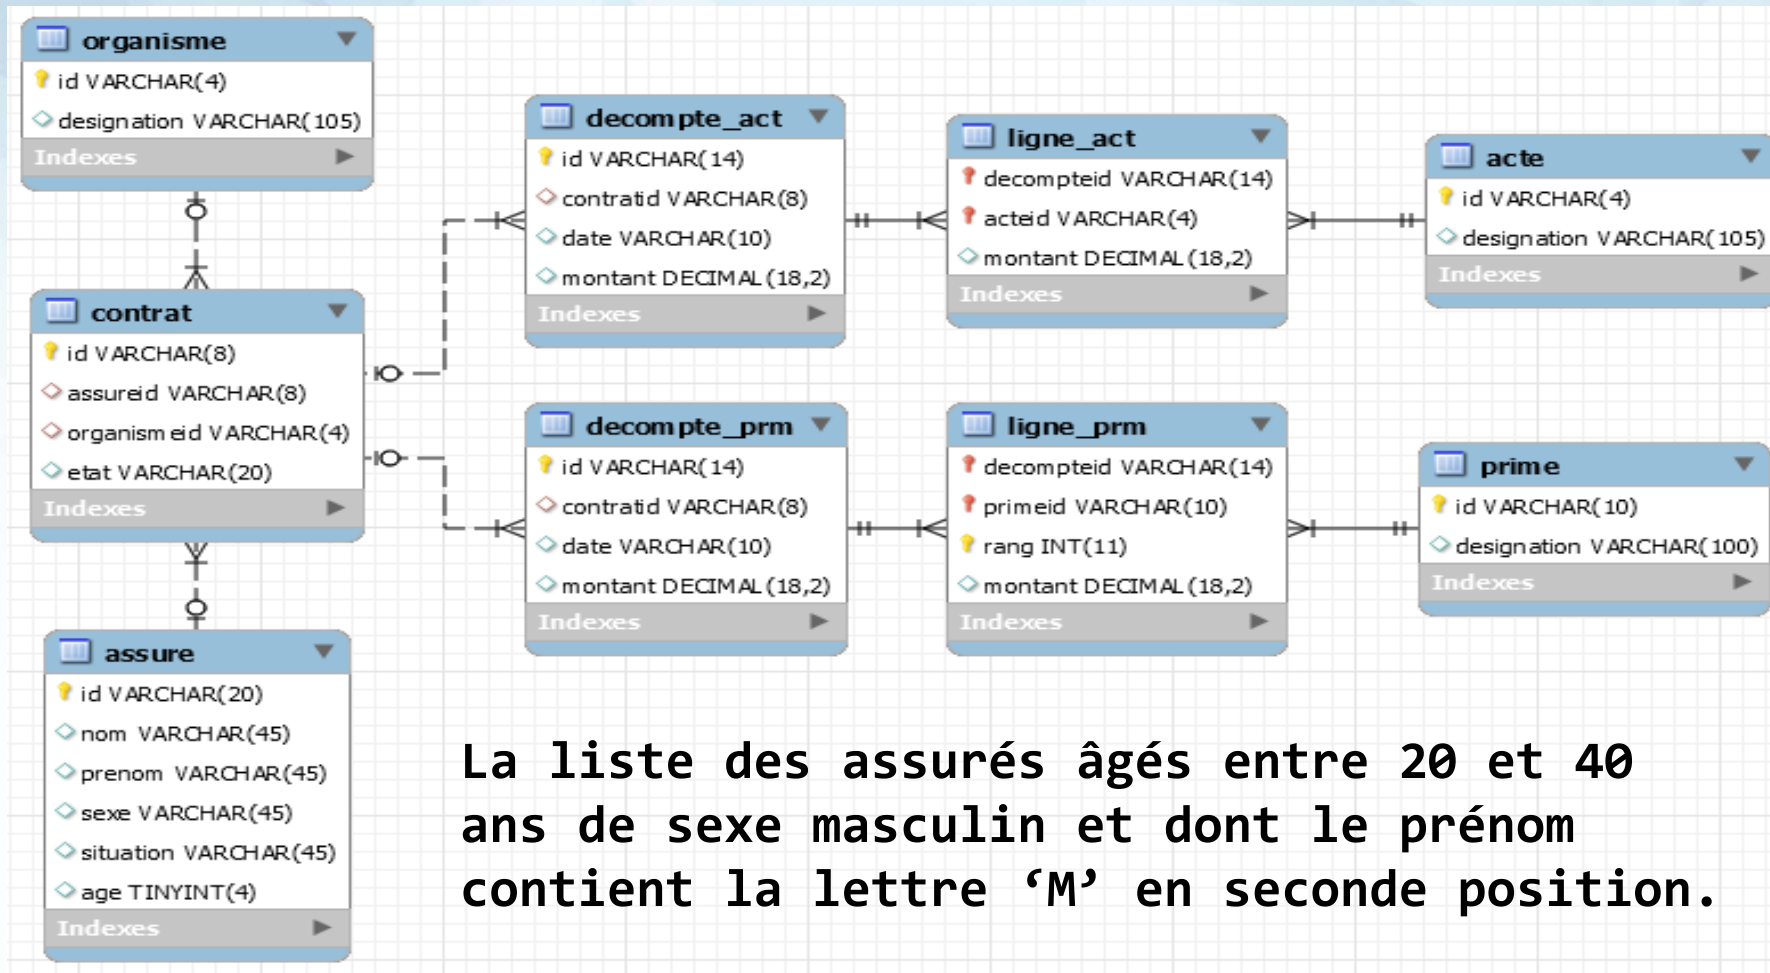 organisme
id VARCHAR(4)
designation VARCHAR(105)
Indexes
contrat
id VARCHAR(8)
assureid VARCHAR(8)
organismeid VARCHAR(4)
etat VARCHAR(20)
Indexes
assure
id VARCHAR(20)
nom VARCHAR(45)
prenom VARCHAR(45)
sexe VARCHAR(45)
situation VARCHAR(45)
age TINYINT(4)
Indexes
decompte_act
id VARCHAR(14)
contratid VARCHAR(8)
date VARCHAR(10)
montant DECIMAL(18,2)
Indexes
decompte_prm
id VARCHAR(14)
contratid VARCHAR(8)
date VARCHAR(10)
montant DECIMAL(18,2)
Indexes
ligne_act
decompteid VARCHAR(14)
acteid VARCHAR(4)
montant DECIMAL(18,2)
Indexes
ligne_prm
decompteid VARCHAR(14)
primeid VARCHAR(10)
rang INT(11)
montant DECIMAL(18,2)
Indexes
acte
id VARCHAR(4)
designation VARCHAR(105)
Indexes
prime
id VARCHAR(10)
designation VARCHAR(100)
Indexes
La liste des assurés âgés entre 20 et 40
ans de sexe masculin et dont le prénom
contient la lettre ‘M’ en seconde position.